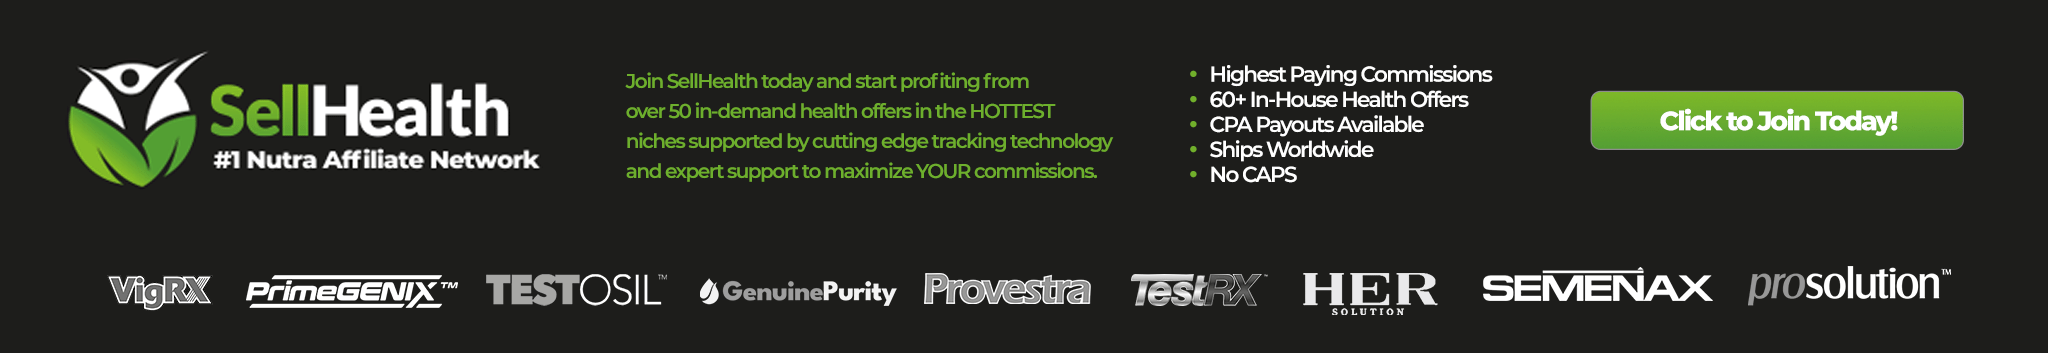 SellHealth
#1 Nutra Affiliate Network
Join SellHealth today and start profiting from
over 50 in-demand health offers in the HOTTEST
niches supported by cutting edge tracking technology
and expert support to maximize YOUR commissions.
• Highest Paying Commissions
• 60+ In-House Health Offers
• CPA Payouts Available
• Ships Worldwide
• No CAPS
Click to Join Today!
VigRX
PrimeGENIX™
TESTOSIL™
GenuinePurity
Provestra
TestRX™
HER
SOLUTION
SEMENAX
prosolution™